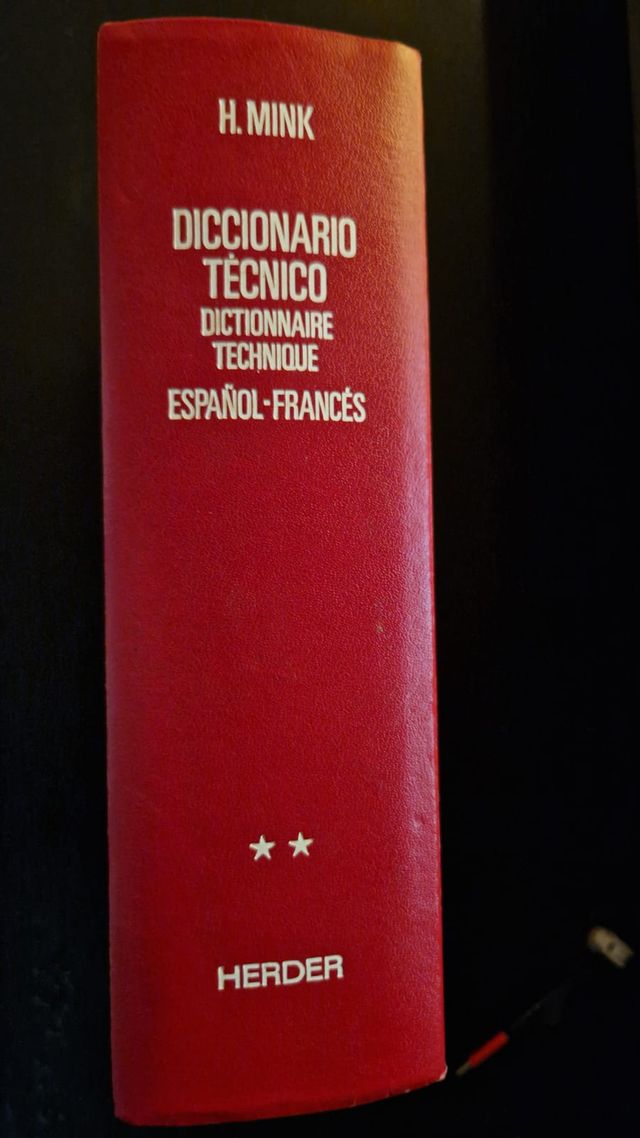 H. MINK
DICCIONARIO
TÉCNICO
DICTIONNAIRE
TECHNIQUE
ESPAÑOL-FRANCÉS
★ ★
HERDER